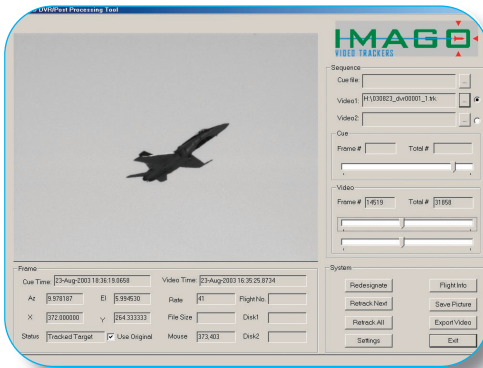 DVR/Post Processing Tool
IMAGO
VIDEO TRACKERS
Sequence
Cue file: ...
Video1: H:\030823_dvr00001_1.trk ...
Video2: ...
Cue
Frame # Total #
Video
Frame # 14519 Total # 31858
Frame
Cue Time 23-Aug-2003 18:36:19.0658 Video Time: 23-Aug-2003 16:35:25.8734
Az 9.978187 El 5.994530 Rate 41 Flight No.
X 372.000000 Y 264.333333 File Size Disk1
Status Tracked Target Use Original Mouse 373,403 Disk2
System
Redesignate Flight Info
Retrack Next Save Picture
Retrack All Export Video
Settings Exit